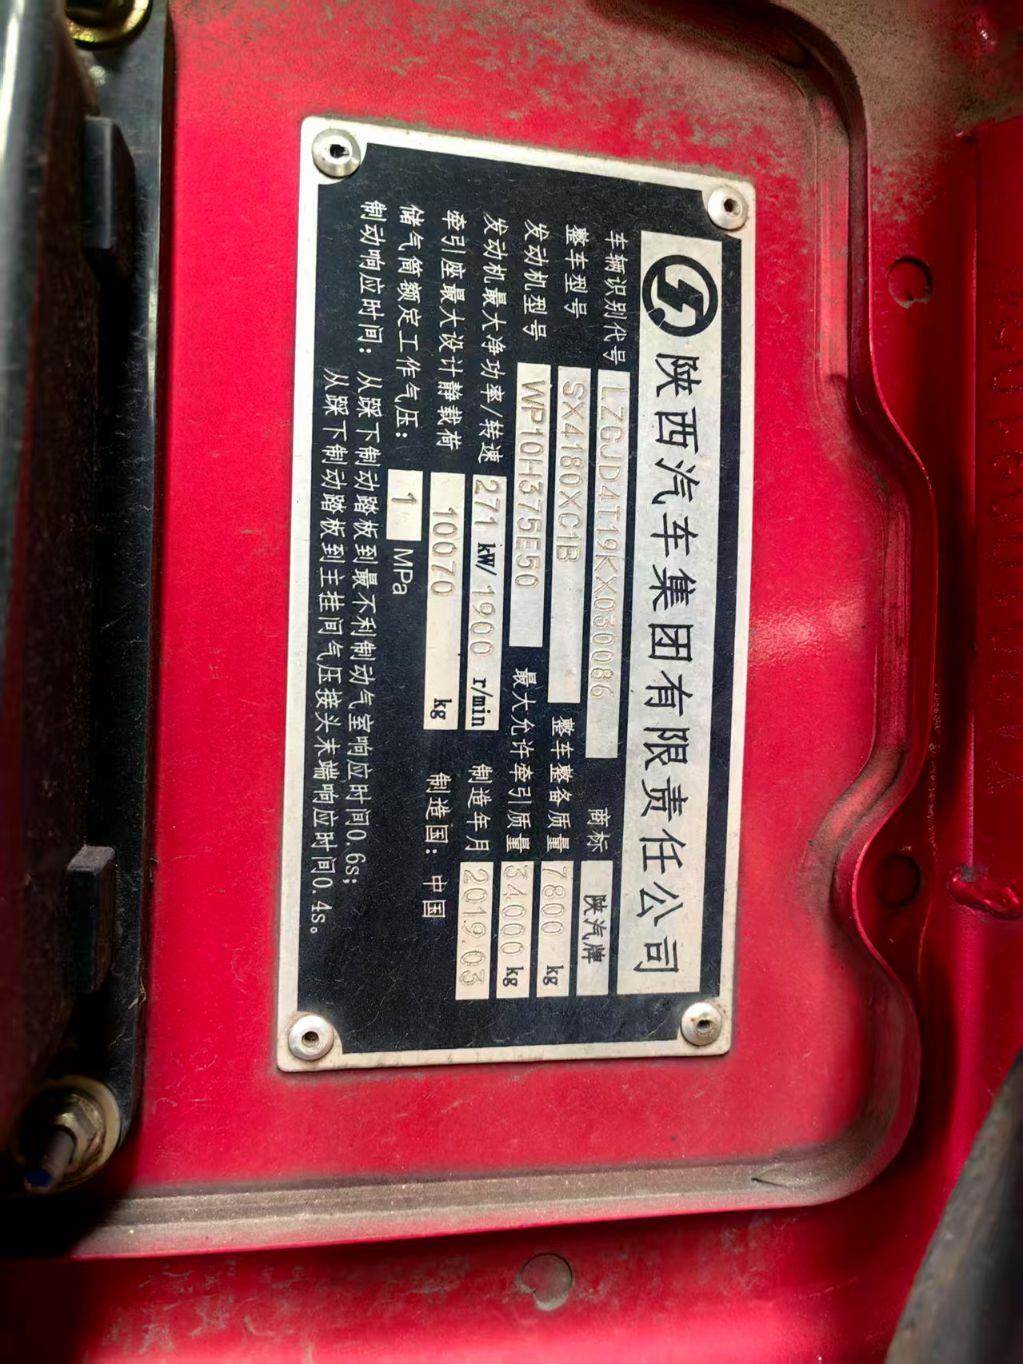 陕西汽车集团有限责任公司
车辆识别代号 LZGJD4T19KX030086 商标 陕汽牌
整车型号 SX4180XC1B 整车整备质量 7800 kg
发动机型号 WP10H375E50 最大允许牵引质量 34000 kg
发动机最大净功率/转速 271 kW/ 1900 r/min 制造年月 2019.03
牵引座最大设计静载荷 10070 kg 制造国：中国
储气筒额定工作气压： 1 MPa
制动响应时间：从踩下制动踏板到最不利制动气室响应时间0.6s；
从踩下制动踏板到主挂间气压接头末端响应时间0.4s。